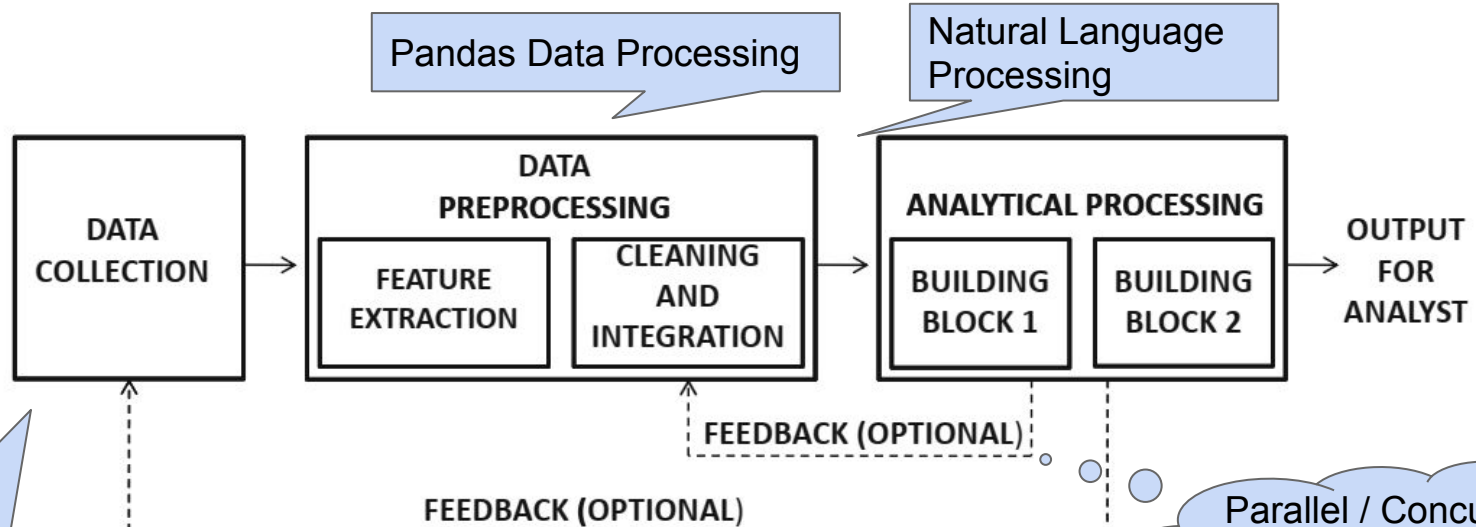 Pandas Data Processing
Natural Language
Processing
DATA
COLLECTION
DATA
PREPROCESSING
FEATURE
EXTRACTION
CLEANING
AND
INTEGRATION
ANALYTICAL PROCESSING
BUILDING
BLOCK 1
BUILDING
BLOCK 2
OUTPUT
FOR
ANALYST
FEEDBACK (OPTIONAL)
FEEDBACK (OPTIONAL)
Parallel /